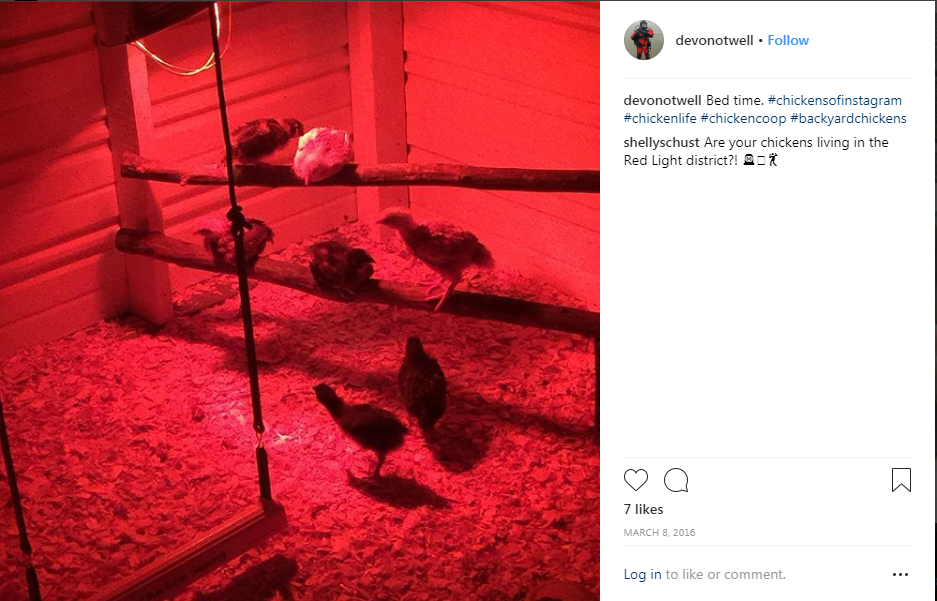 devonotwell • Follow
devonotwell Bed time. #chickensofinstagram
#chickenlife #chickencoop #backyardchickens
shellyschust Are your chickens living in the
Red Light district?!
7 likes
MARCH 8, 2016
Log in to like or comment.